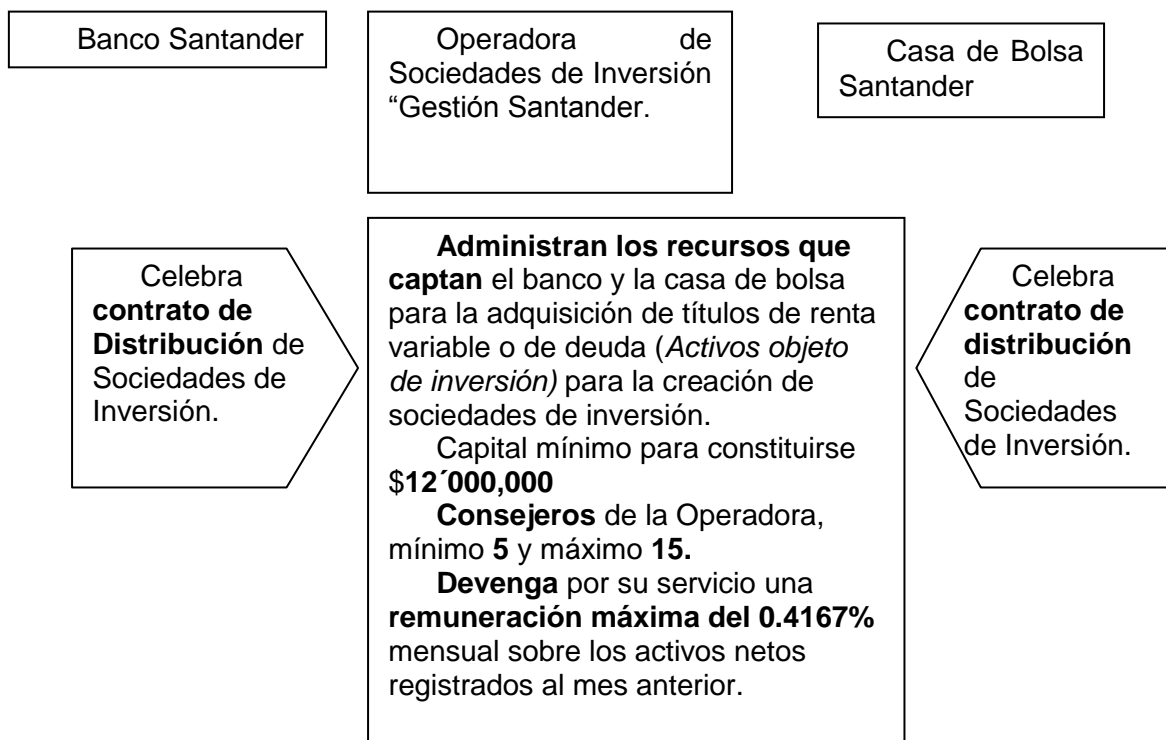 Banco Santander
Operadora de
Sociedades de Inversión
“Gestión Santander.
Casa de Bolsa
Santander
Celebra
contrato de
Distribución de
Sociedades de
Inversión.
Administran los recursos que
captan el banco y la casa de bolsa
para la adquisición de títulos de renta
variable o de deuda (Activos objeto
de inversión) para la creación de
sociedades de inversión.
Capital mínimo para constituirse
$12´000,000
Consejeros de la Operadora,
mínimo 5 y máximo 15.
Devenga por su servicio una
remuneración máxima del 0.4167%
mensual sobre los activos netos
registrados al mes anterior.
Celebra
contrato de
distribución
de
Sociedades
de Inversión.